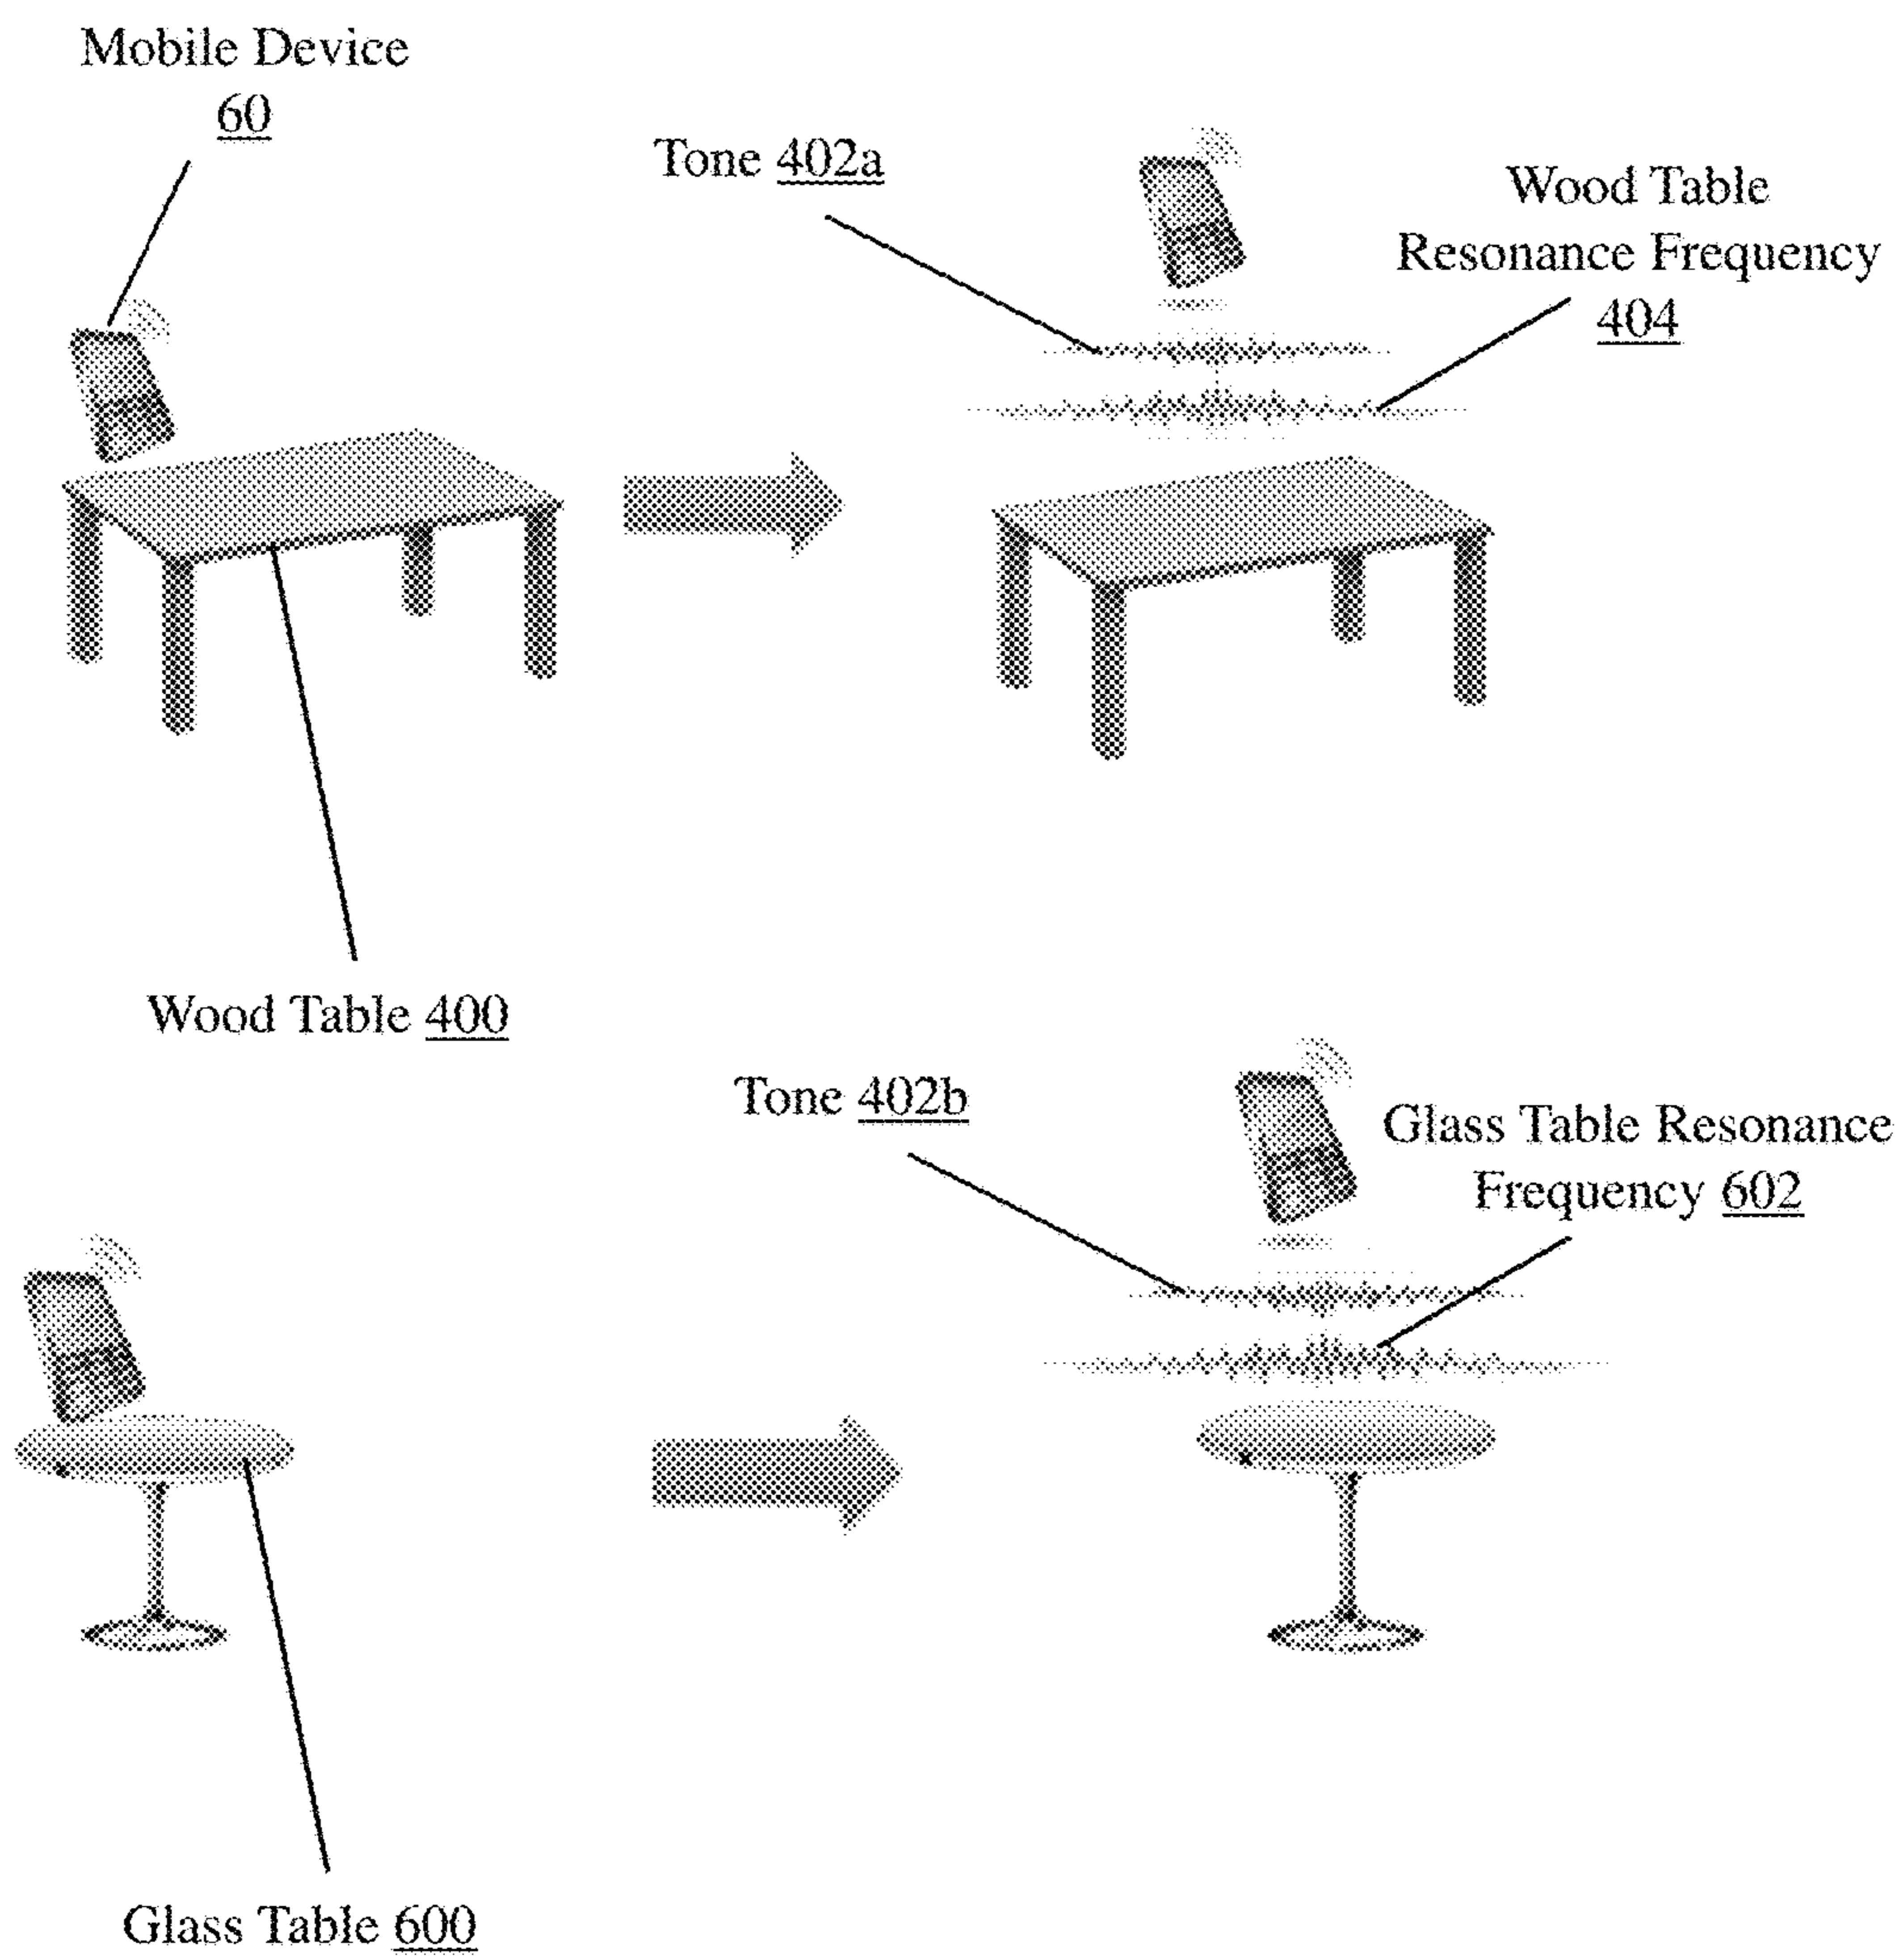 Mobile Device
60
Tone 402a
Wood Table
Resonance Frequency
404
Wood Table 400
Tone 402b
Glass Table Resonance
Frequency 602
Glass Table 600